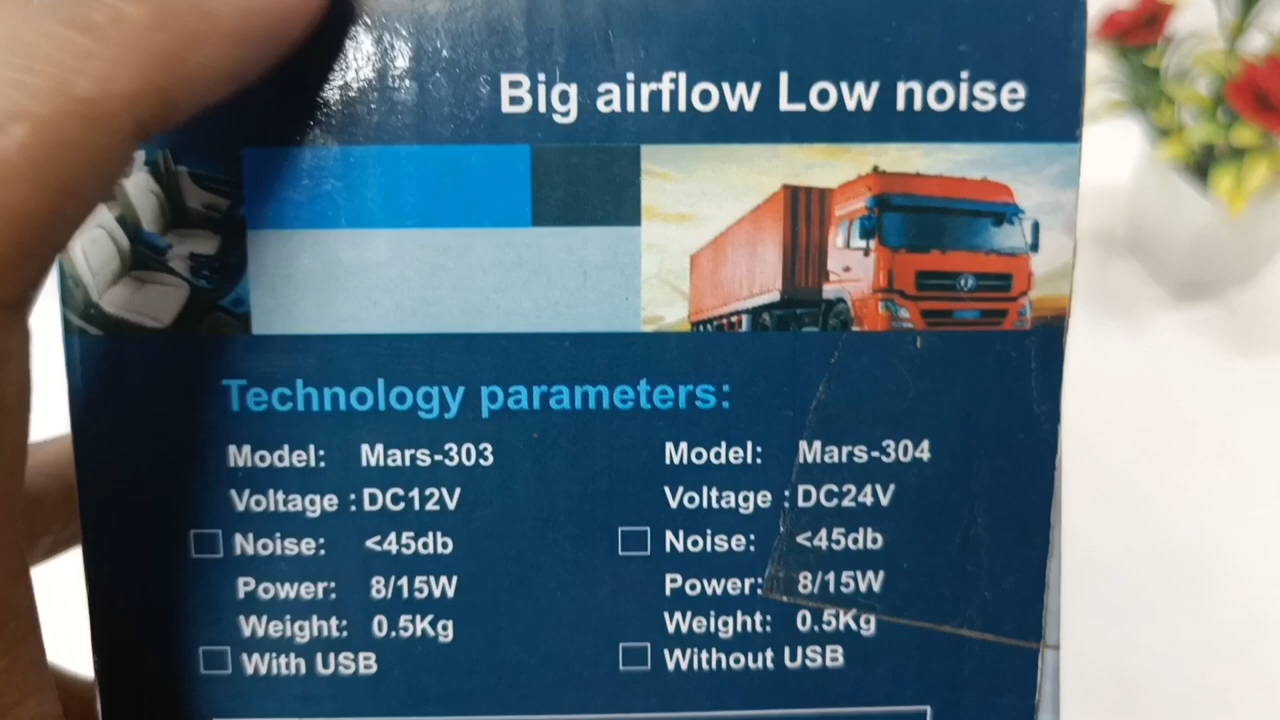 Big airflow Low noise
Technology parameters:
Model: Mars-303
Voltage : DC12V
Noise: <45db
Power: 8/15W
Weight: 0.5Kg
With USB
Model: Mars-304
Voltage : DC24V
Noise: <45db
Power: 8/15W
Weight: 0.5Kg
Without USB